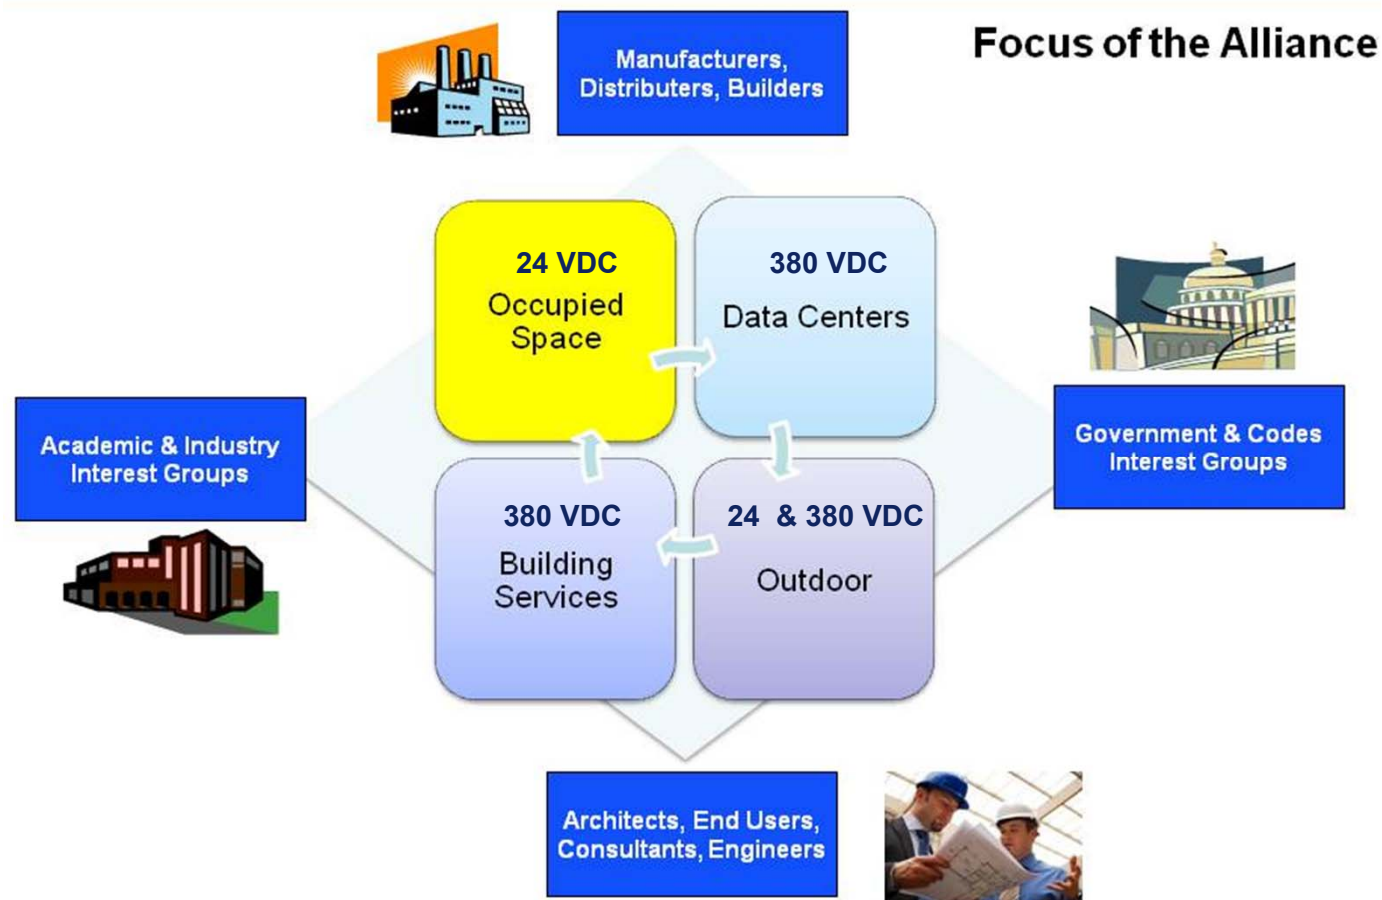 Focus of the Alliance
Manufacturers,
Distributers, Builders
24 VDC
Occupied
Space
380 VDC
Data Centers
Academic & Industry
Interest Groups
Government & Codes
Interest Groups
380 VDC
Building
Services
24 & 380 VDC
Outdoor
Architects, End Users,
Consultants, Engineers